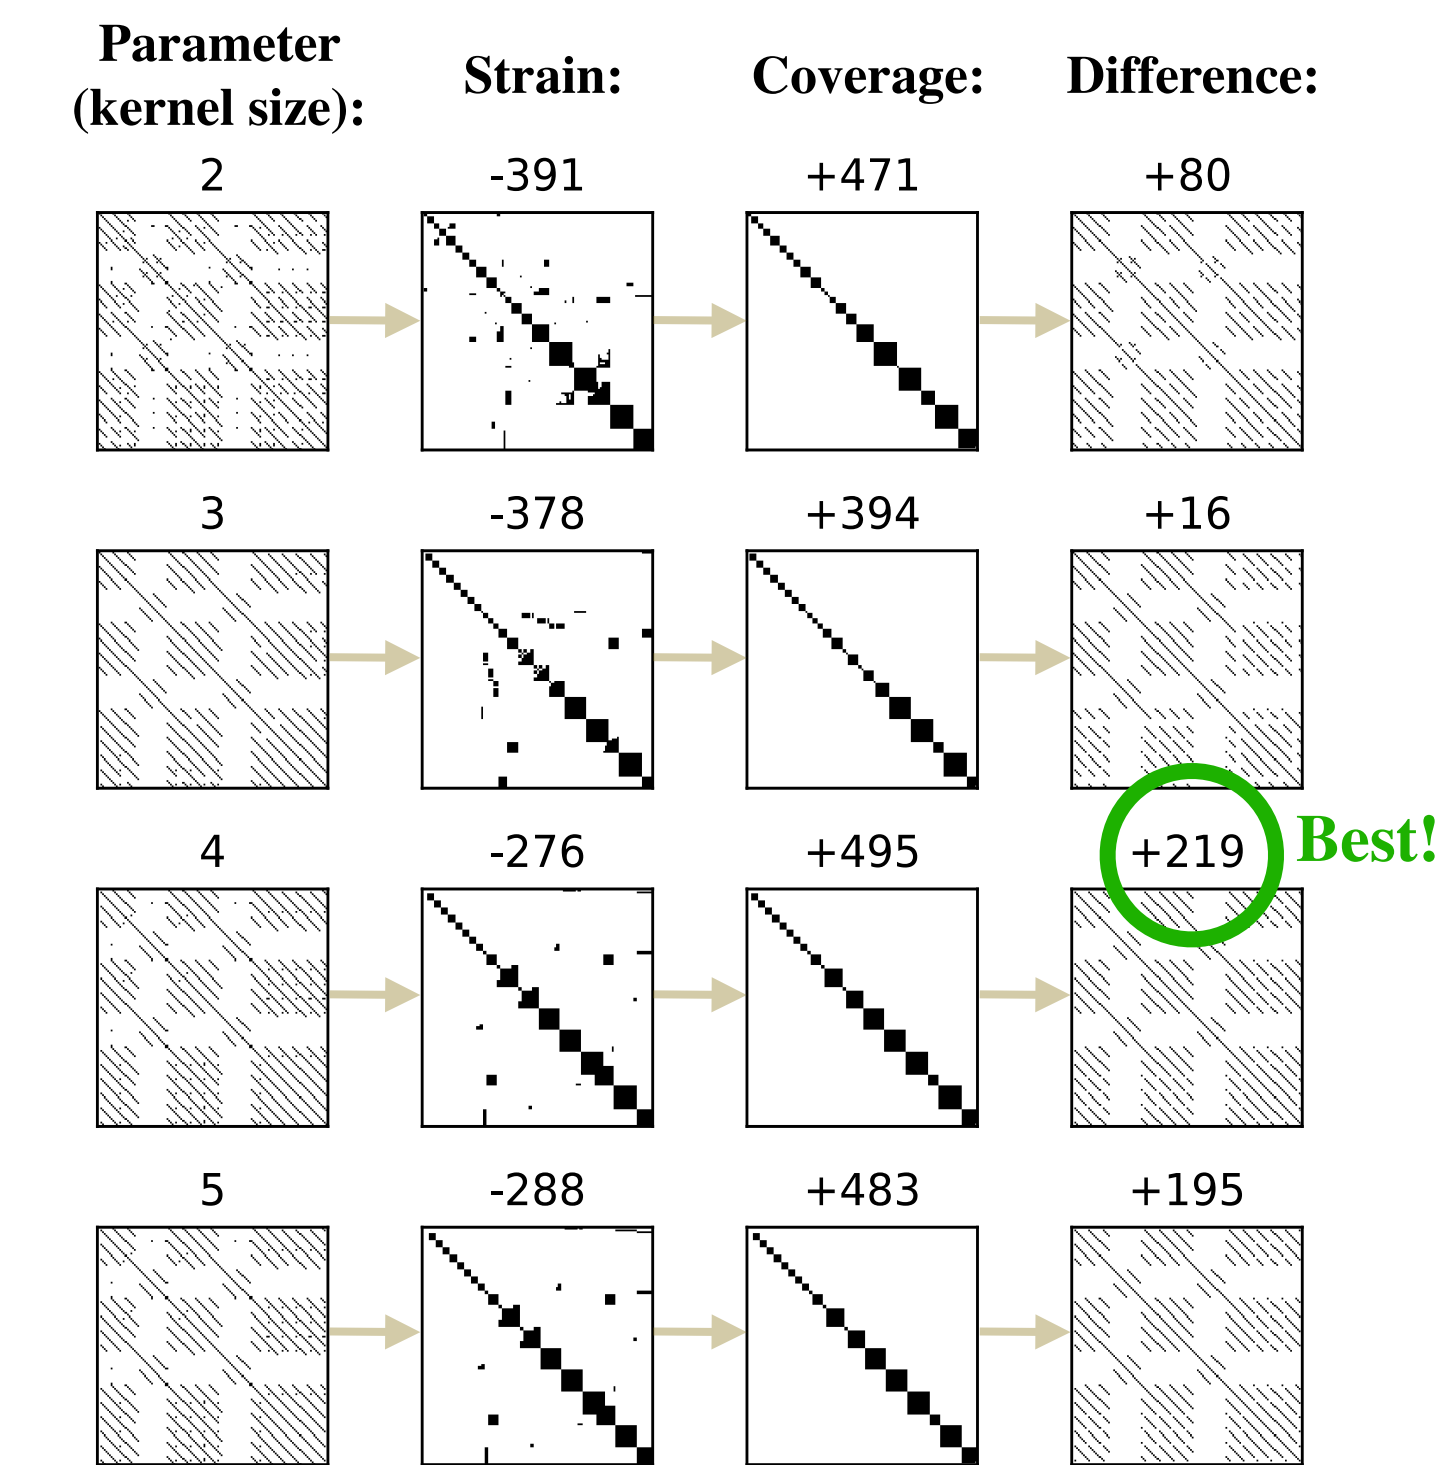 Parameter
(kernel size):
Strain:
Coverage:
Difference:
2
-391
+471
+80
3
-378
+394
+16
4
-276
+495
+219
Best!
5
-288
+483
+195